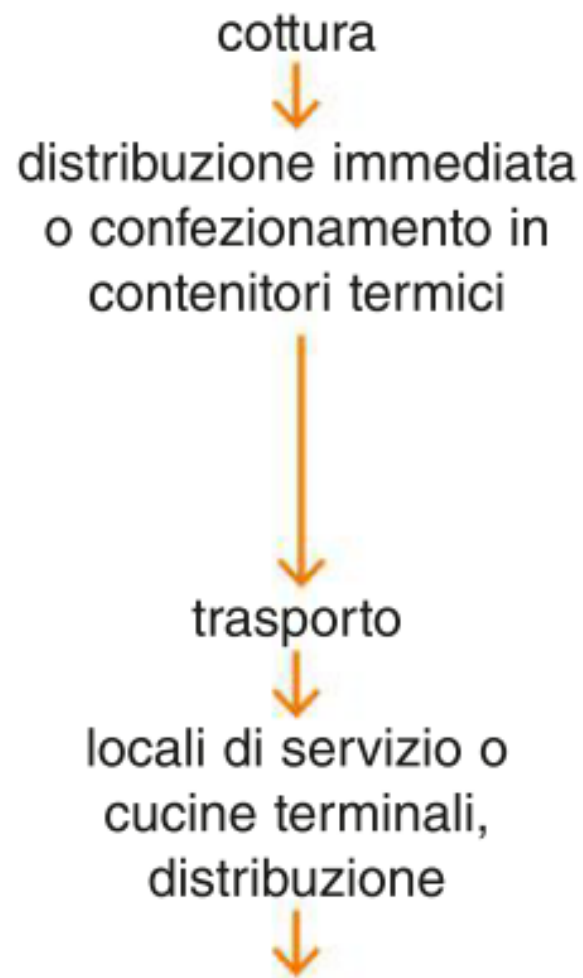 cottura
distribuzione immediata
o confezionamento in
contenitori termici
trasporto
locali di servizio o
cucine terminali,
distribuzione